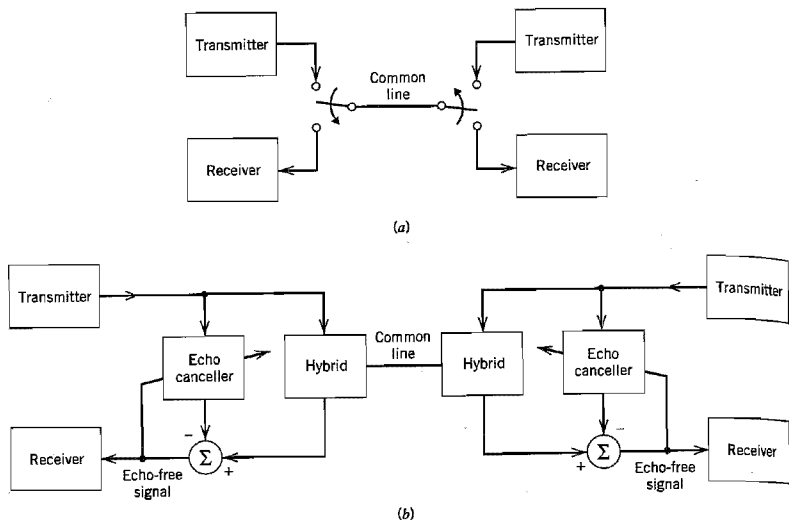 Transmitter
Transmitter
Common
line
Receiver
Receiver
(a)
Transmitter
Transmitter
Echo
canceller
Hybrid
Common
line
Hybrid
Echo
canceller
Receiver
−
Σ
+
Echo-free
signal
+
Σ
−
Echo-free
signal
Receiver
(b)